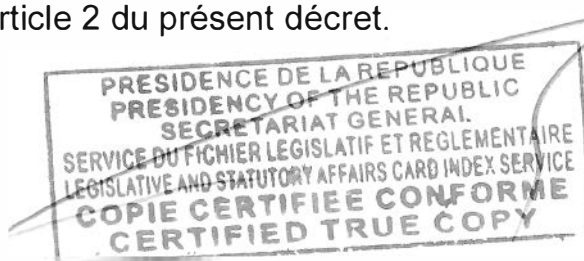 rticle 2 du présent décret.
PRESIDENCE DE LA REPUBLIQUE
PRESIDENCY OF THE REPUBLIC
SECRETARIAT GENERAL
SERVICE DU FICHIER LEGISLATIF ET REGLEMENTAIRE
LEGISLATIVE AND STATUTORY AFFAIRS CARD INDEX SERVICE
COPIE CERTIFIEE CONFORME
CERTIFIED TRUE COPY